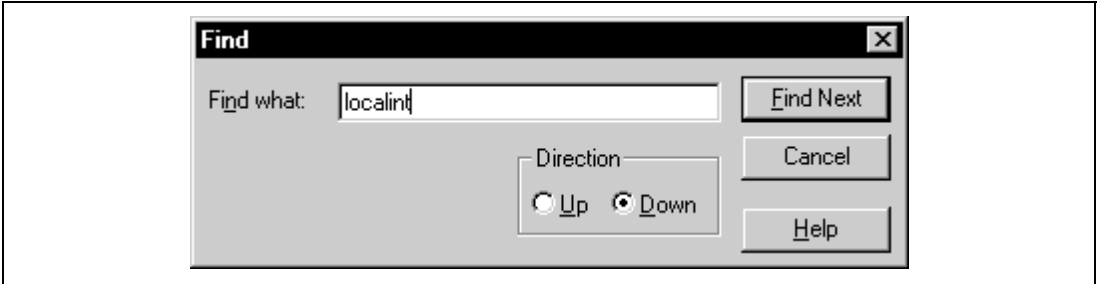 Find
Find what: localint Find Next
Direction Cancel
Up Down
Help